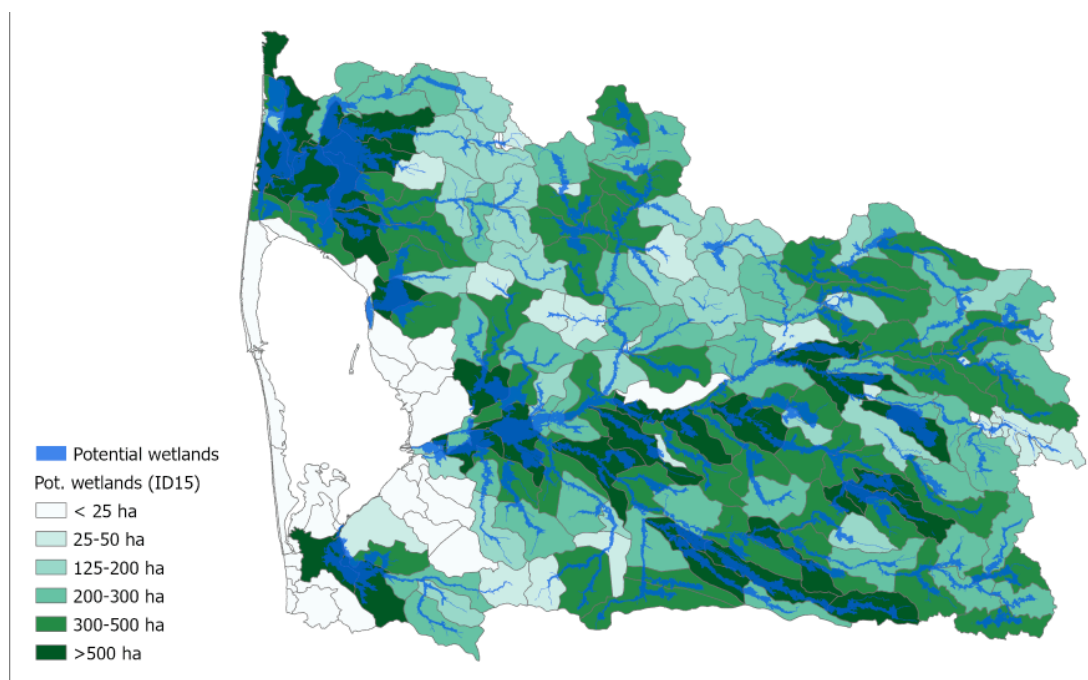 Potential wetlands
Pot. wetlands (ID15)
< 25 ha
25-50 ha
125-200 ha
200-300 ha
300-500 ha
>500 ha